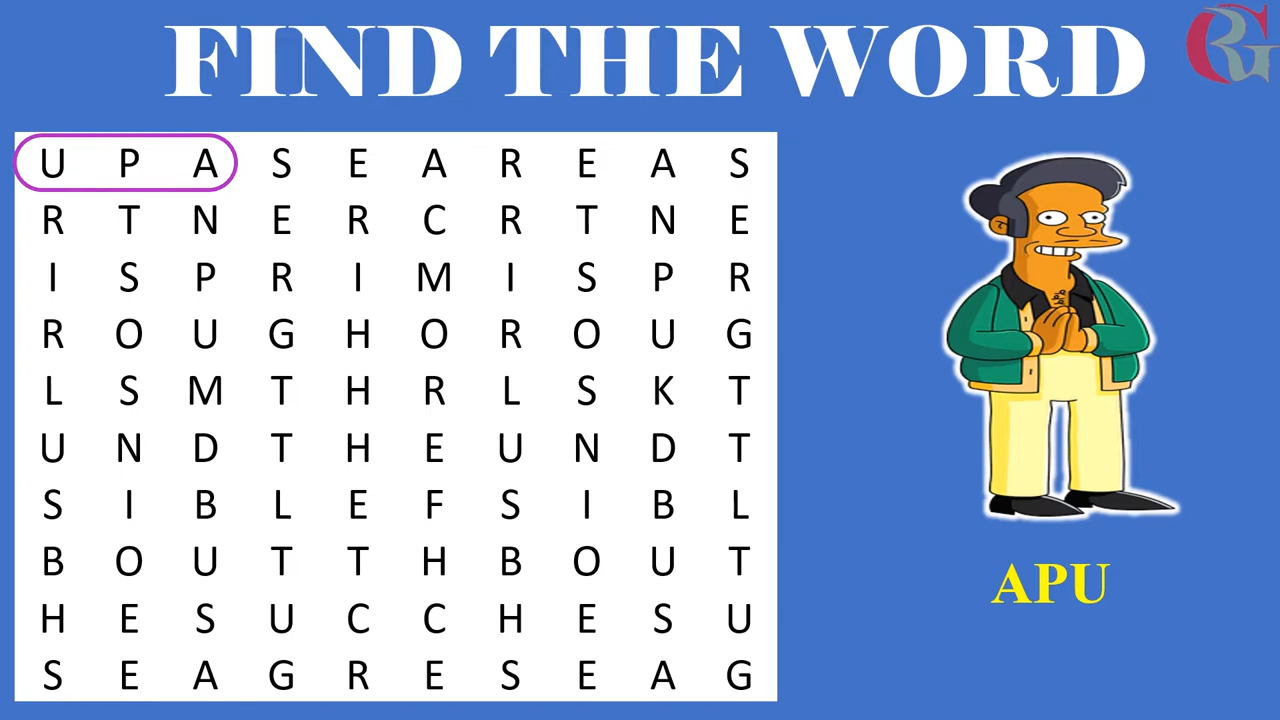 FIND THE WORD
U P A S E A R E A S
R T N E R C R T N E
I S P R I M I S P R
R O U G H O R O U G
L S M T H R L S K T
U N D T H E U N D T
S I B L E F S I B L
B O U T T H B O U T
H E S U C C H E S U
S E A G R E S E A G
APU